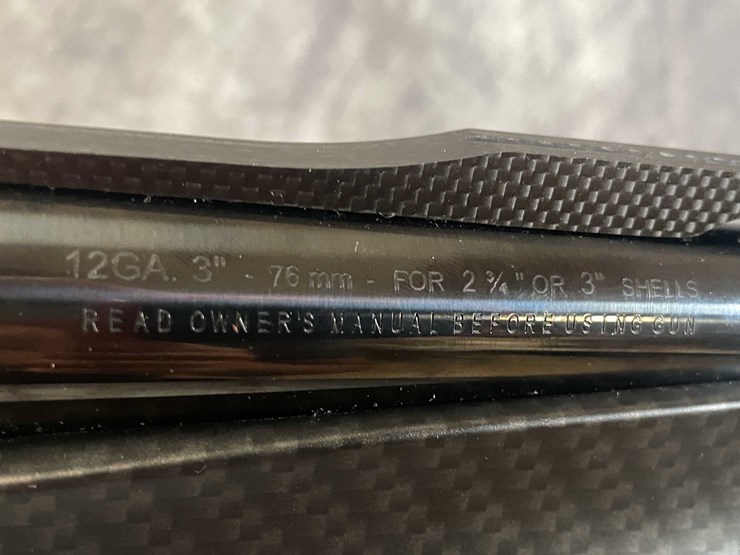 12GA. 3" - 76 mm - FOR 2 ¾" OR 3" SHELLS
READ OWNER'S MANUAL BEFORE USING GUN